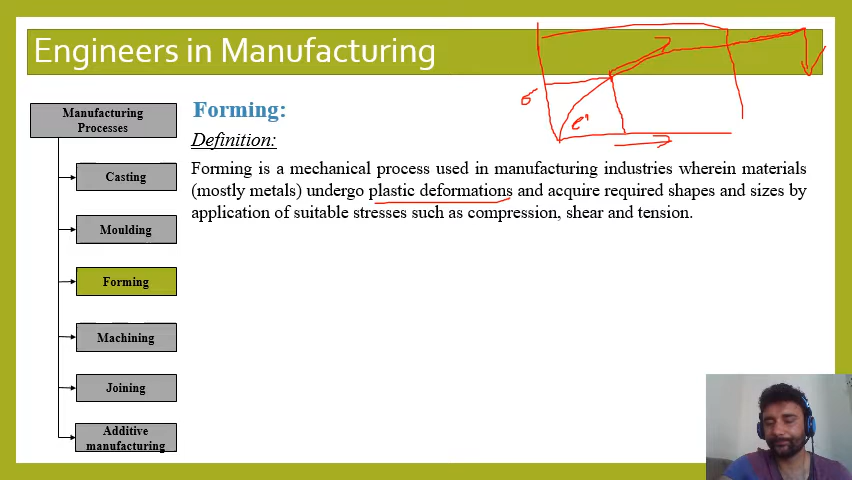 Engineers in Manufacturing
Manufacturing
Processes
Casting
Moulding
Forming
Machining
Joining
Additive
manufacturing
Forming:
Definition:
Forming is a mechanical process used in manufacturing industries wherein materials
(mostly metals) undergo plastic deformations and acquire required shapes and sizes by
application of suitable stresses such as compression, shear and tension.
σ